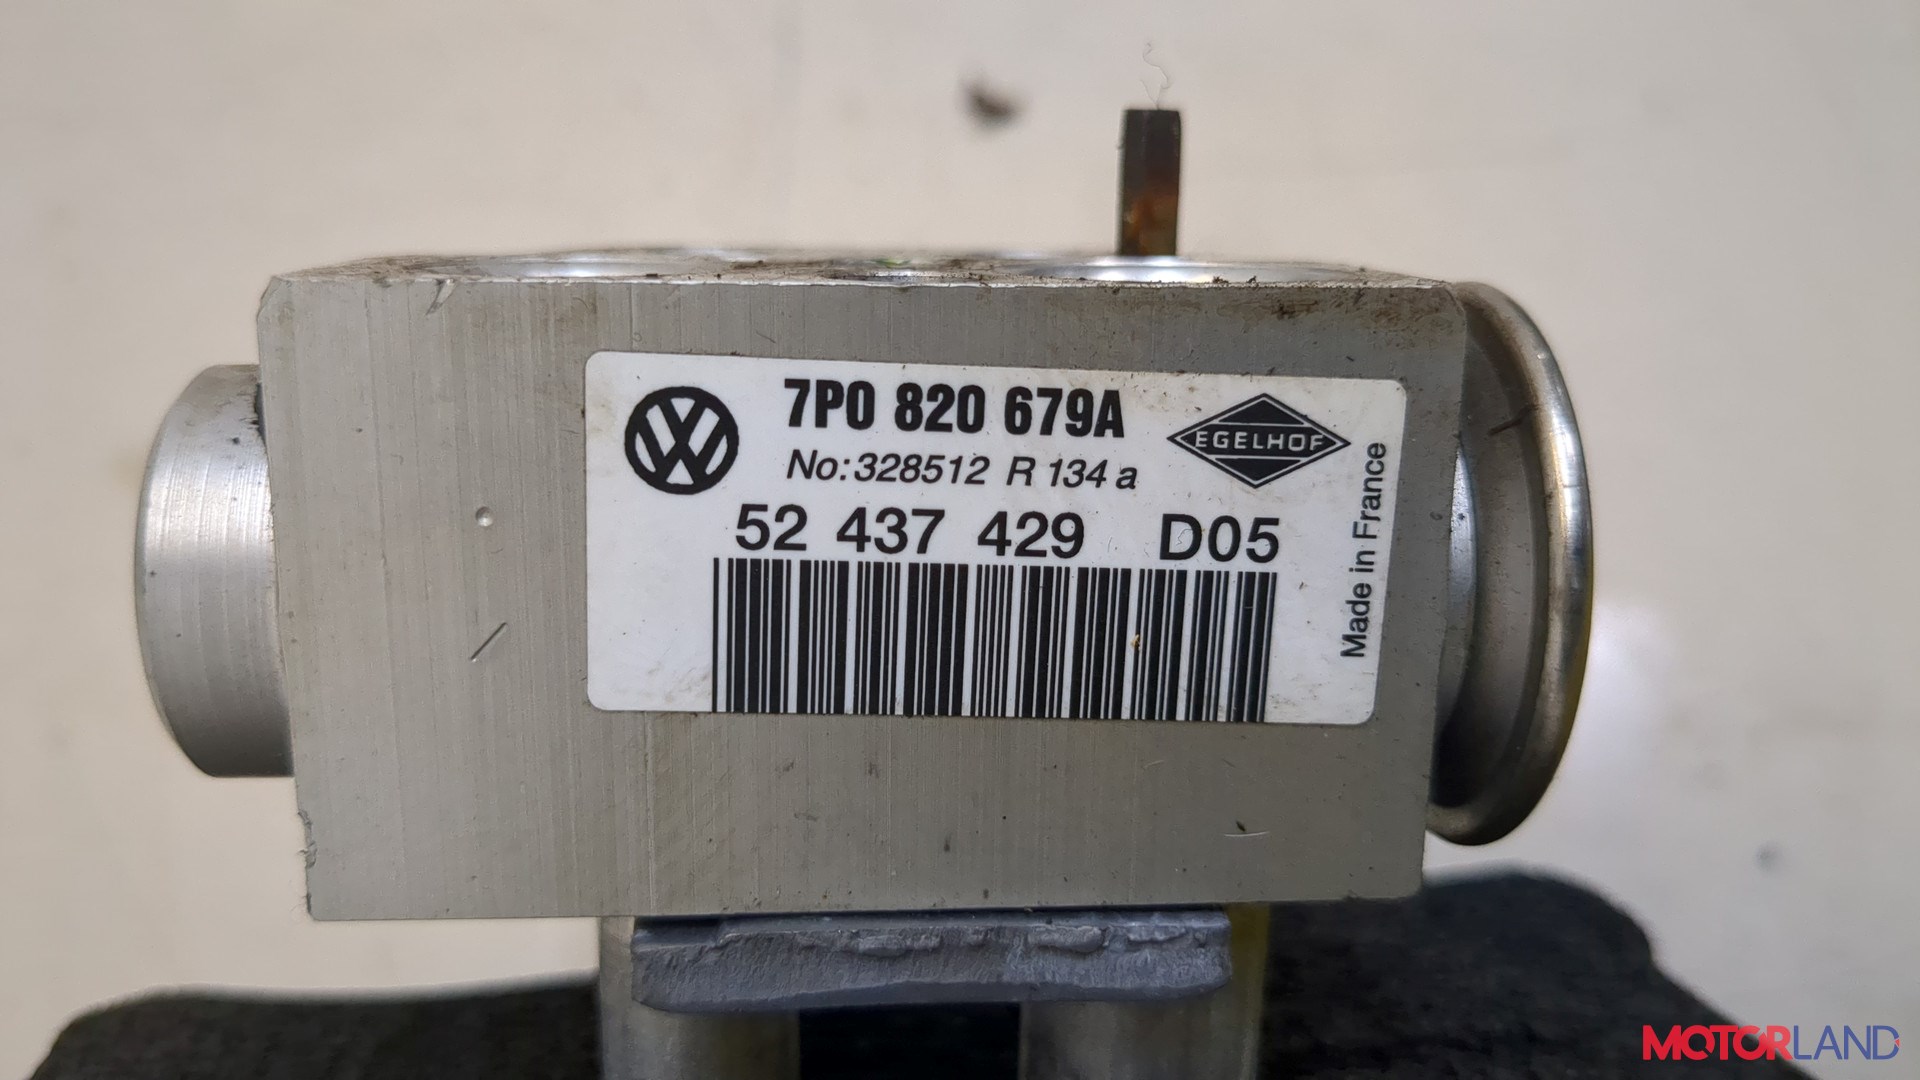 7P0 820 679A
No:328512 R 134 a
EGELHOF
52 437 429 D05
Made in France
MOTORLAND